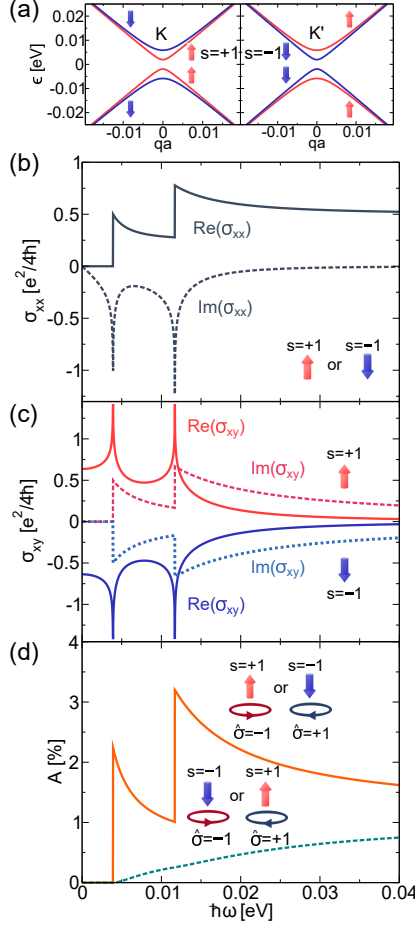 (a)
0.02
0.01
0
-0.01
-0.02
ϵ [eV]
K
s=+1
-0.01 0 0.01
qa
s=−1
K'
-0.01 0 0.01
qa
(b)
1
0.5
0
-0.5
-1
σxx [e²/4ħ]
Re(σxx)
Im(σxx)
s=+1 or s=−1
(c)
1
0.5
0
-0.5
-1
σxy [e²/4ħ]
Re(σxy)
Im(σxy)
s=+1
Im(σxy)
Re(σxy)
s=−1
(d)
3
2
1
0
A [%]
s=+1 or s=−1
σ̂=−1 σ̂=+1
s=−1 or s=+1
σ̂=−1 σ̂=+1
0 0.01 0.02 0.03 0.04
ħω [eV]